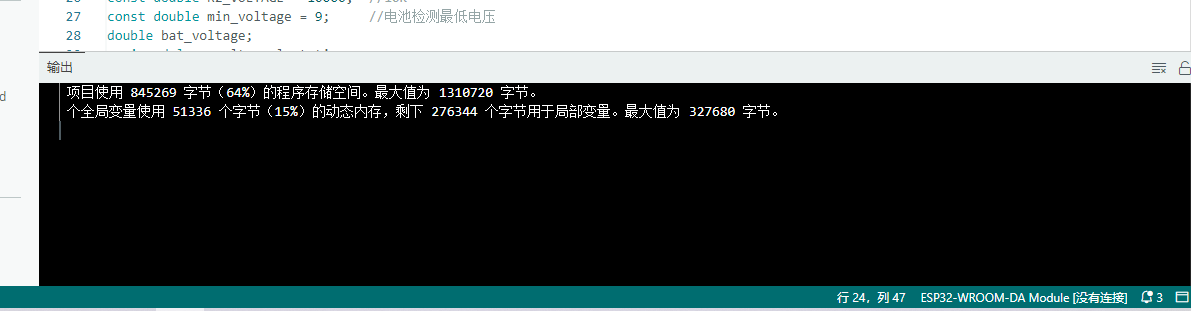 27 const double min_voltage = 9; //电池检测最低电压
28 double bat_voltage;
输出
项目使用 845269 字节（64%）的程序存储空间。最大值为 1310720 字节。
个全局变量使用 51336 个字节（15%）的动态内存，剩下 276344 个字节用于局部变量。最大值为 327680 字节。
d
行 24，列 47 ESP32-WROOM-DA Module [没有连接] 3